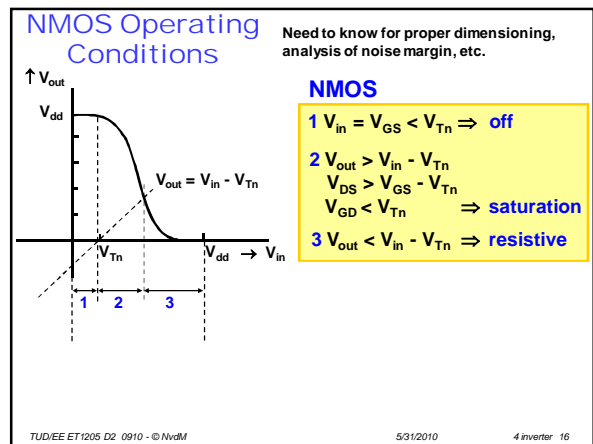 NMOS Operating
Conditions
Need to know for proper dimensioning,
analysis of noise margin, etc.
↑ Vout
Vdd
Vout = Vin - VTn
VTn
Vdd → Vin
1 2 3
NMOS
1 Vin = VGS < VTn ⇒ off
2 Vout > Vin - VTn
VDS > VGS - VTn
VGD < VTn ⇒ saturation
3 Vout < Vin - VTn ⇒ resistive
TUD/EE ET1205 D2 0910 - © NvdM 5/31/2010 4 inverter 16